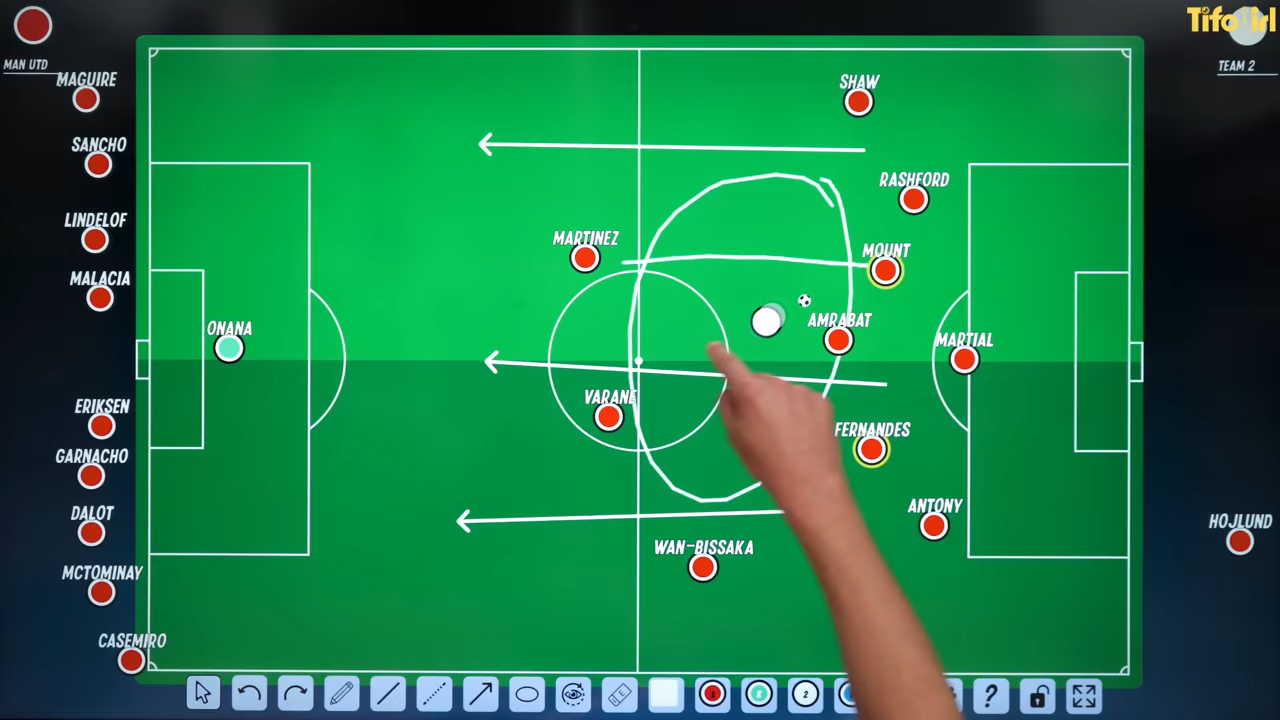 Tifo Irl
MAN UTD
TEAM 2
MAGUIRE
SANCHO
LINDELOF
MALACIA
ERIKSEN
GARNACHO
DALOT
MCTOMINAY
CASEMIRO
ONANA
MARTINEZ
VARANE
WAN-BISSAKA
SHAW
RASHFORD
MOUNT
AMRABAT
MARTIAL
FERNANDES
ANTONY
HOJLUND
2
?